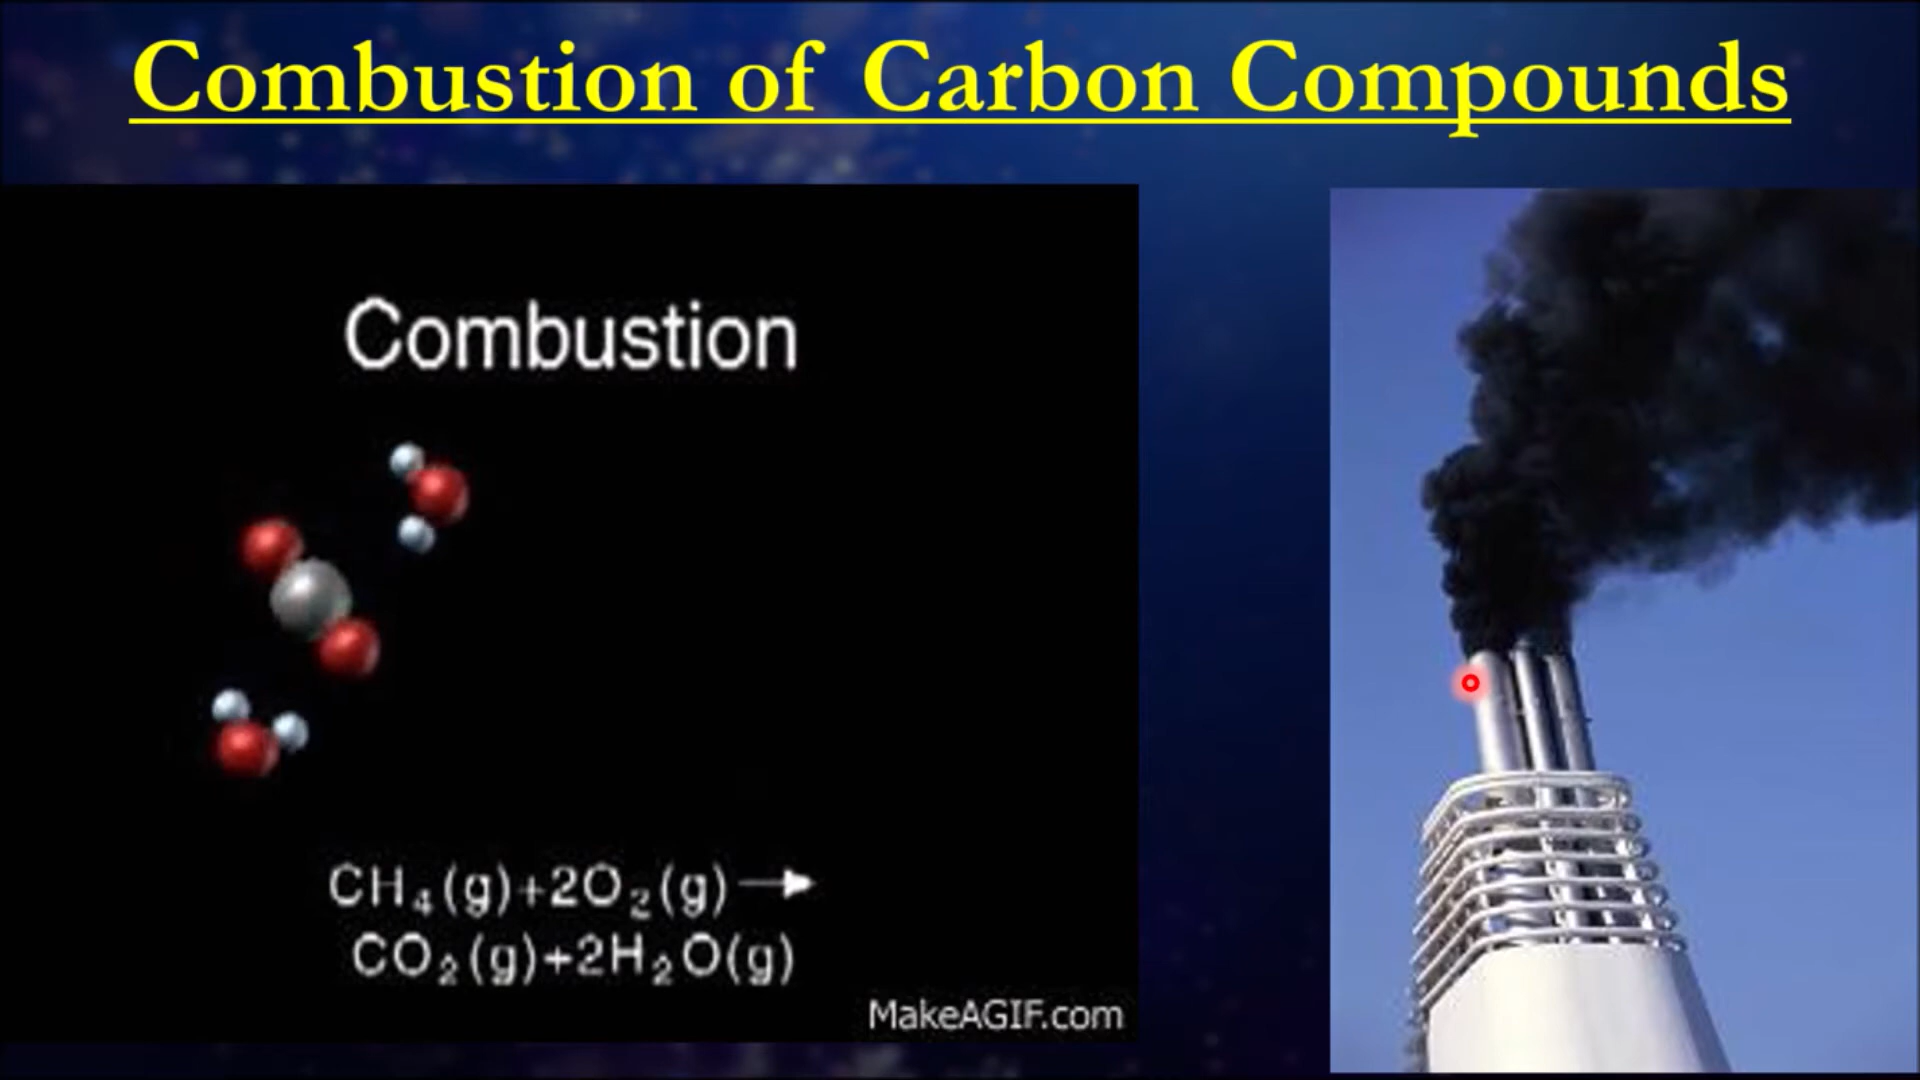 Combustion of Carbon Compounds
Combustion
CH₄(g)+2O₂(g)→
CO₂(g)+2H₂O(g)
MakeAGIF.com